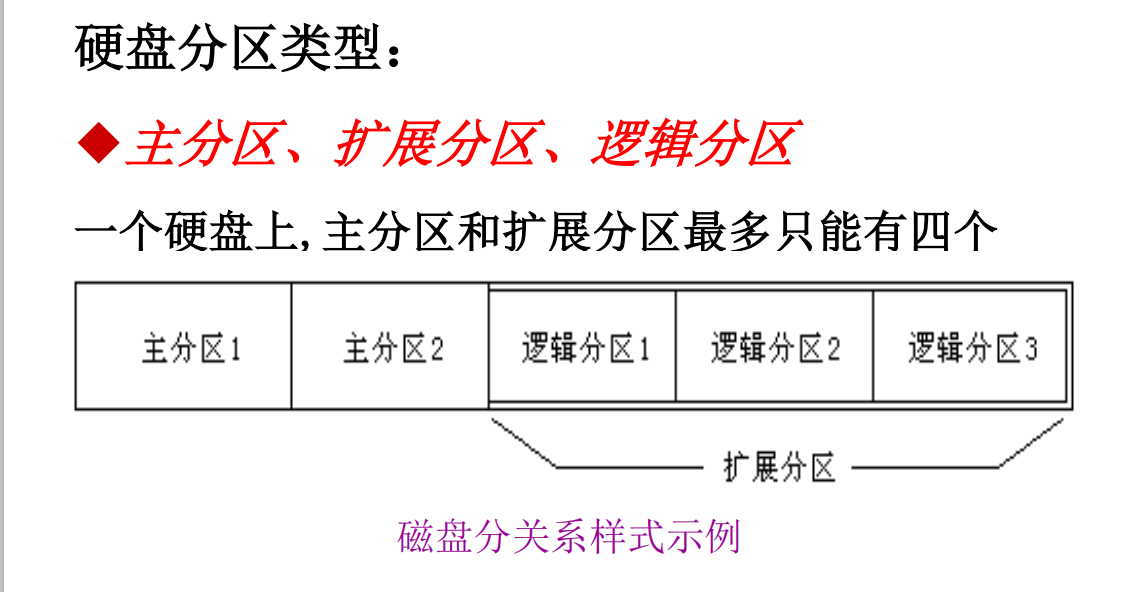 硬盘分区类型：
◆主分区、扩展分区、逻辑分区
一个硬盘上,主分区和扩展分区最多只能有四个
主分区1 主分区2 逻辑分区1 逻辑分区2 逻辑分区3
扩展分区
磁盘分关系样式示例